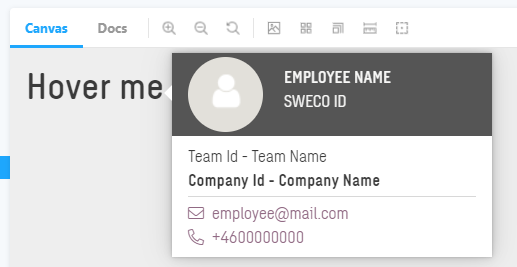 Canvas Docs
Hover me
EMPLOYEE NAME
SWECO ID
Team Id - Team Name
Company Id - Company Name
employee@mail.com
+4600000000